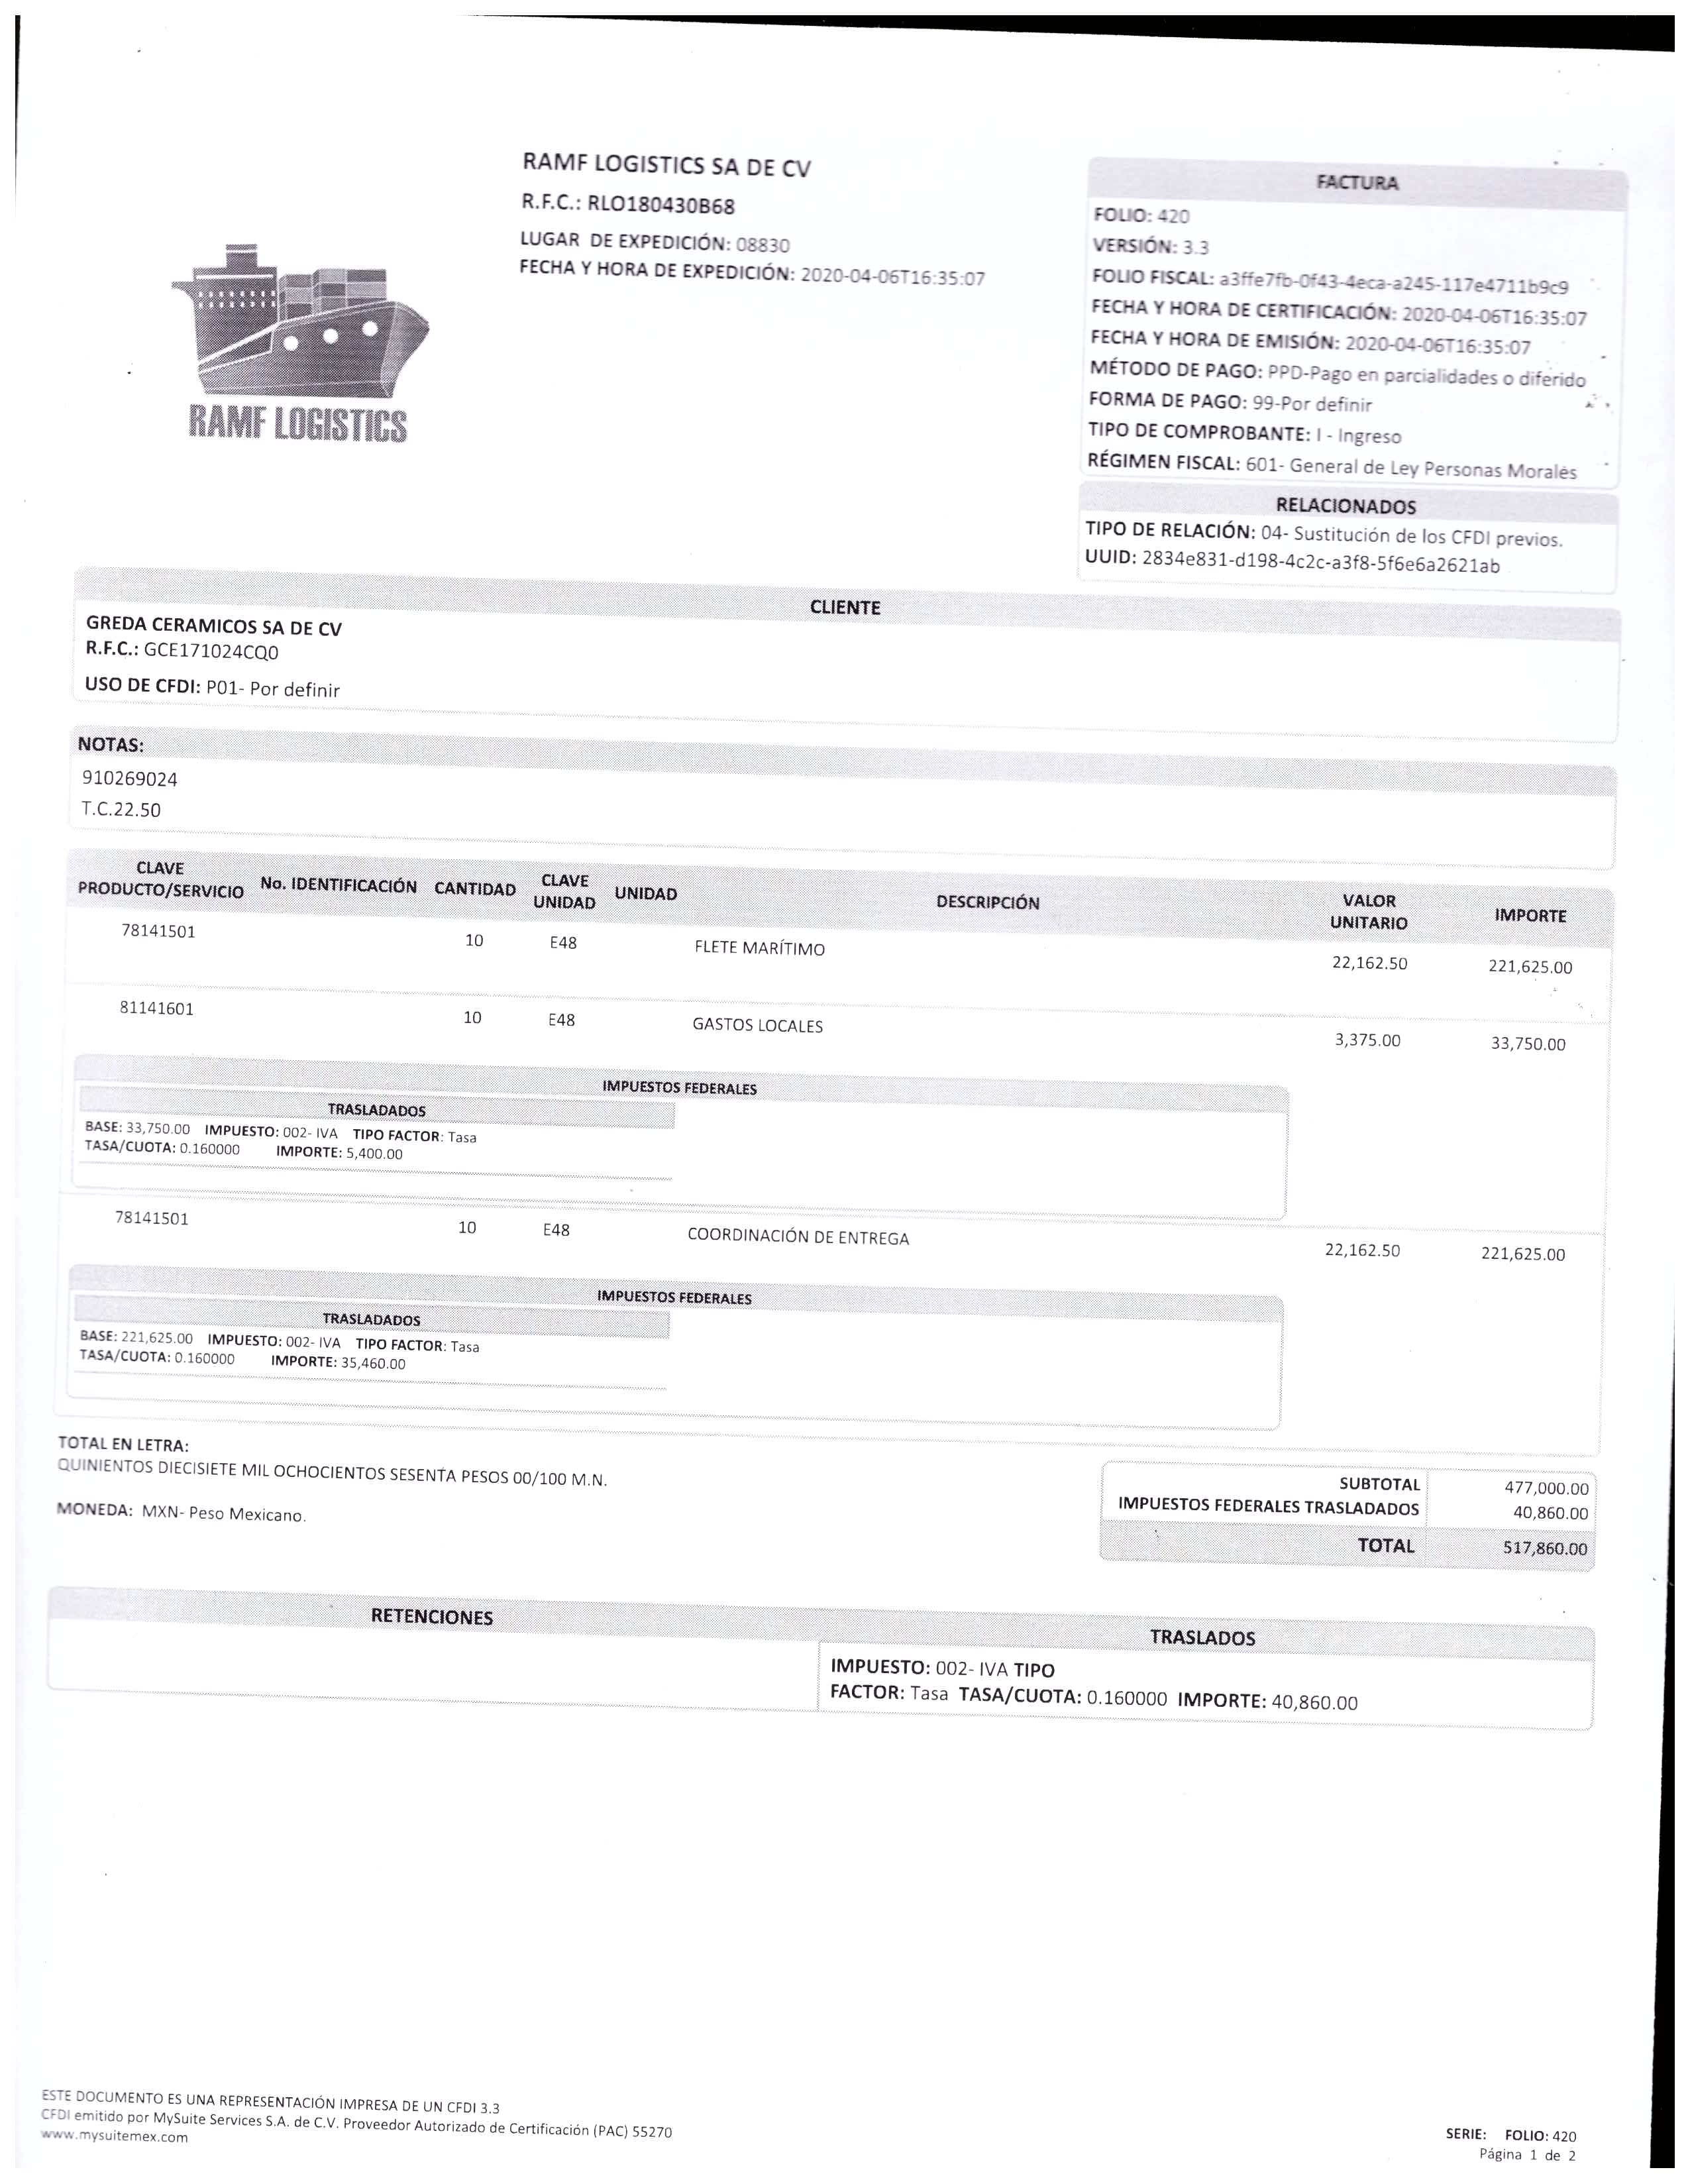 RAMF LOGISTICS
RAMF LOGISTICS SA DE CV
R.F.C.: RLO180430B68
LUGAR DE EXPEDICIÓN: 08830
FECHA Y HORA DE EXPEDICIÓN: 2020-04-06T16:35:07
FACTURA
FOLIO: 420
VERSIÓN: 3.3
FOLIO FISCAL: a3ffe7fb-0f43-4eca-a245-117e4711b9c9
FECHA Y HORA DE CERTIFICACIÓN: 2020-04-06T16:35:07
FECHA Y HORA DE EMISIÓN: 2020-04-06T16:35:07
MÉTODO DE PAGO: PPD-Pago en parcialidades o diferido
FORMA DE PAGO: 99-Por definir
TIPO DE COMPROBANTE: I - Ingreso
RÉGIMEN FISCAL: 601- General de Ley Personas Morales
RELACIONADOS
TIPO DE RELACIÓN: 04- Sustitución de los CFDI previos.
UUID: 2834e831-d198-4c2c-a3f8-5f6e6a2621ab
CLIENTE
GREDA CERAMICOS SA DE CV
R.F.C.: GCE171024CQ0
USO DE CFDI: P01- Por definir
NOTAS:
910269024
T.C.22.50
CLAVE PRODUCTO/SERVICIO No. IDENTIFICACIÓN CANTIDAD CLAVE UNIDAD UNIDAD DESCRIPCIÓN VALOR UNITARIO IMPORTE
78141501 10 E48 FLETE MARÍTIMO 22,162.50 221,625.00
81141601 10 E48 GASTOS LOCALES 3,375.00 33,750.00
IMPUESTOS FEDERALES
TRASLADADOS
BASE: 33,750.00 IMPUESTO: 002- IVA TIPO FACTOR: Tasa
TASA/CUOTA: 0.160000 IMPORTE: 5,400.00
78141501 10 E48 COORDINACIÓN DE ENTREGA 22,162.50 221,625.00
IMPUESTOS FEDERALES
TRASLADADOS
BASE: 221,625.00 IMPUESTO: 002- IVA TIPO FACTOR: Tasa
TASA/CUOTA: 0.160000 IMPORTE: 35,460.00
TOTAL EN LETRA:
QUINIENTOS DIECISIETE MIL OCHOCIENTOS SESENTA PESOS 00/100 M.N.
MONEDA: MXN- Peso Mexicano.
SUBTOTAL 477,000.00
IMPUESTOS FEDERALES TRASLADADOS 40,860.00
TOTAL 517,860.00
RETENCIONES
TRASLADOS
IMPUESTO: 002- IVA TIPO
FACTOR: Tasa TASA/CUOTA: 0.160000 IMPORTE: 40,860.00
ESTE DOCUMENTO ES UNA REPRESENTACIÓN IMPRESA DE UN CFDI 3.3
CFDI emitido por MySuite Services S.A. de C.V. Proveedor Autorizado de Certificación (PAC) 55270
www.mysuitemex.com
SERIE: FOLIO: 420
Página 1 de 2